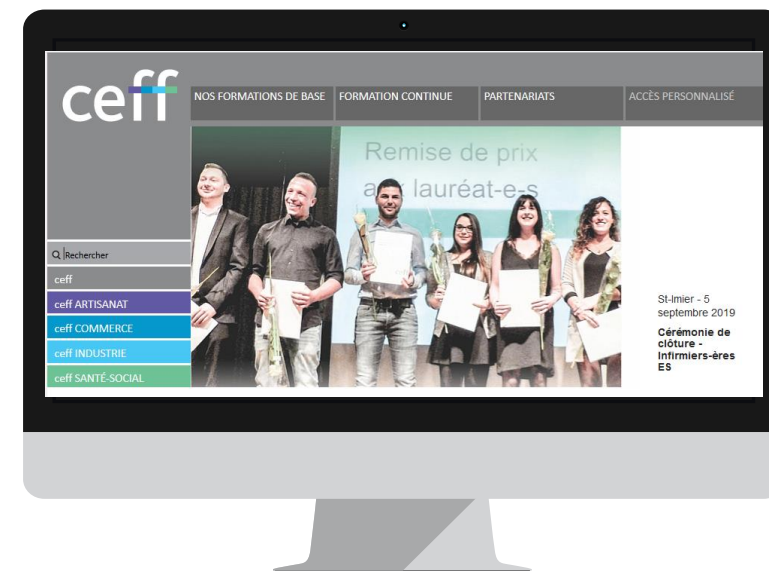 ceff
NOS FORMATIONS DE BASE
FORMATION CONTINUE
PARTENARIATS
ACCÈS PERSONNALISÉ
Remise de prix
a lauréat-e-s
Rechercher
ceff
ceff ARTISANAT
ceff COMMERCE
ceff INDUSTRIE
ceff SANTÉ-SOCIAL
St-Imier - 5
septembre 2019
Cérémonie de
clôture -
Infirmiers-ères
ES